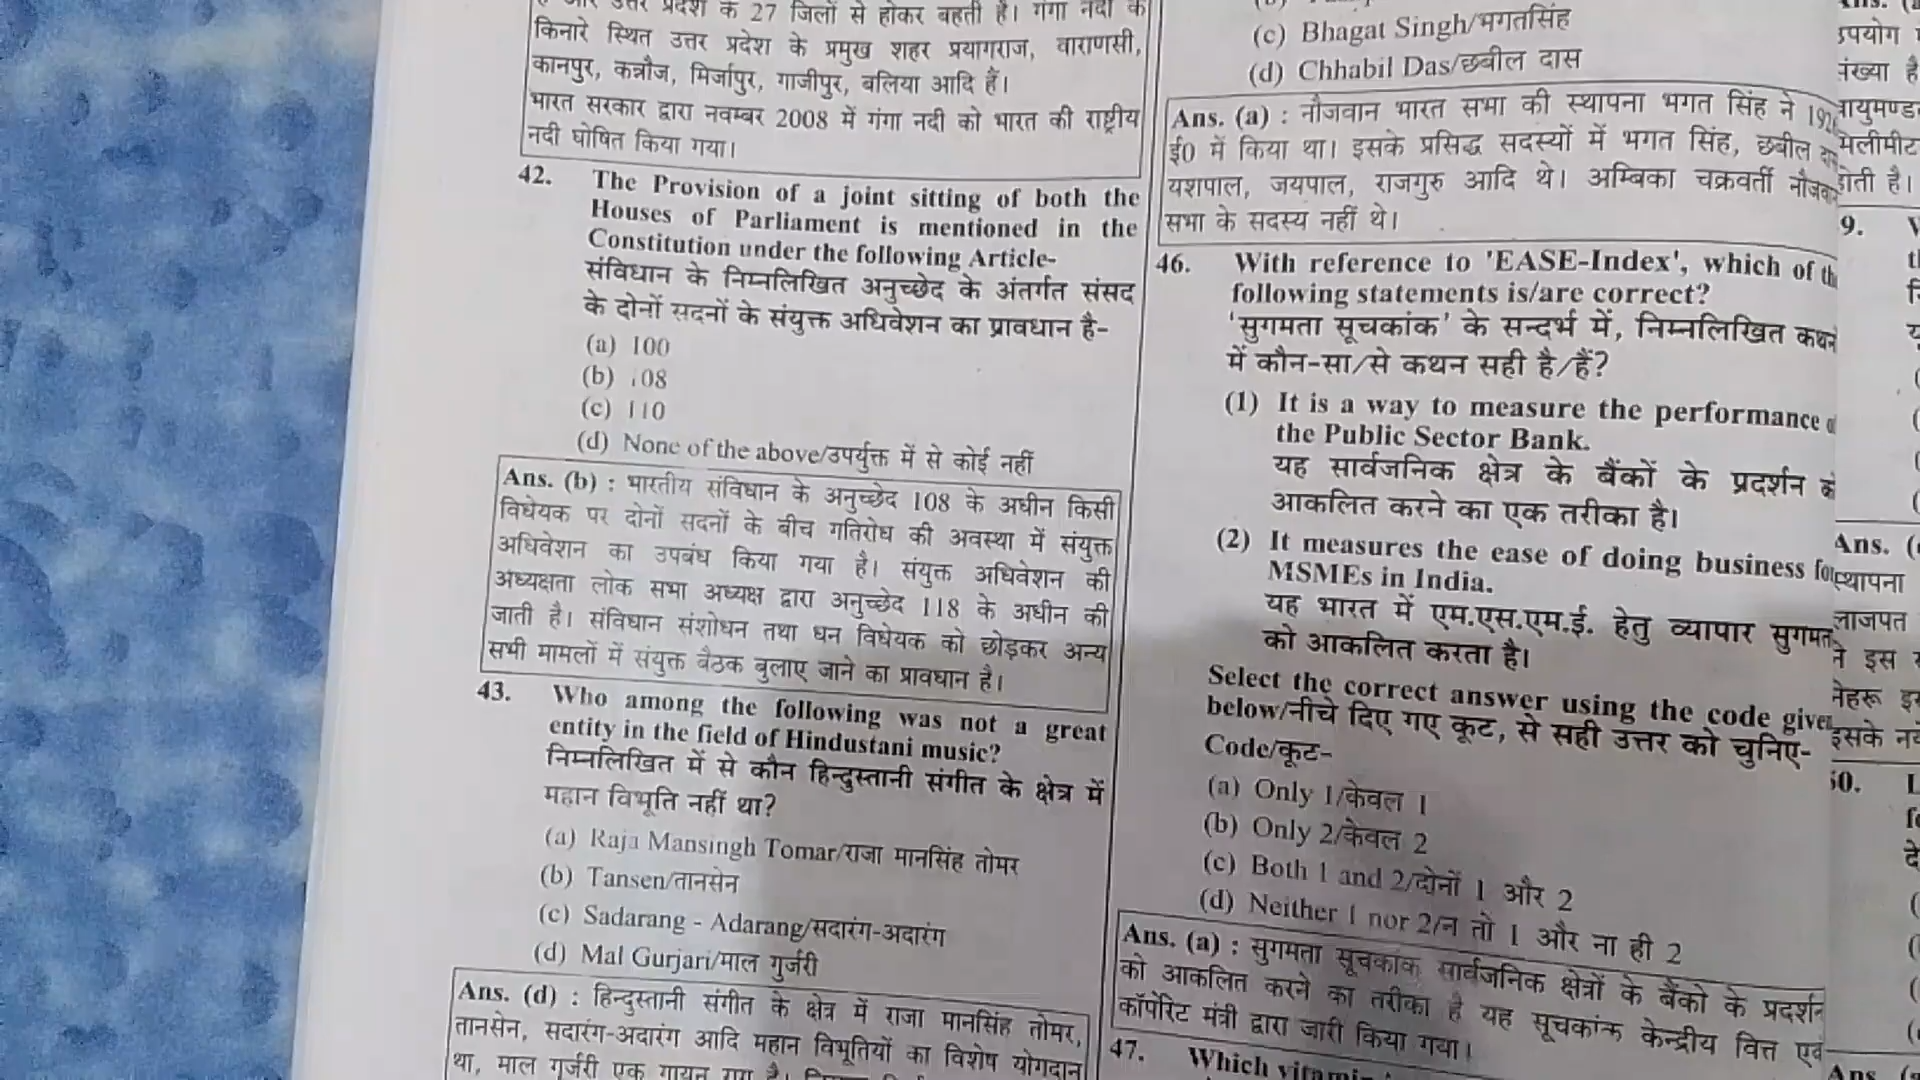 और उत्तर प्रदेश के 27 जिलों से होकर बहती है। गंगा नदी के
किनारे स्थित उत्तर प्रदेश के प्रमुख शहर प्रयागराज, वाराणसी,
कानपुर, कन्नौज, मिर्जापुर, गाजीपुर, बलिया आदि हैं।
भारत सरकार द्वारा नवम्बर 2008 में गंगा नदी को भारत की राष्ट्रीय
नदी घोषित किया गया।
42. The Provision of a joint sitting of both the
Houses of Parliament is mentioned in the
Constitution under the following Article-
संविधान के निम्नलिखित अनुच्छेद के अंतर्गत संसद
के दोनों सदनों के संयुक्त अधिवेशन का प्रावधान है-
(a) 100
(b) 108
(c) 110
(d) None of the above/उपर्युक्त में से कोई नहीं
Ans. (b) : भारतीय संविधान के अनुच्छेद 108 के अधीन किसी
विधेयक पर दोनों सदनों के बीच गतिरोध की अवस्था में संयुक्त
अधिवेशन का उपबंध किया गया है। संयुक्त अधिवेशन की
अध्यक्षता लोक सभा अध्यक्ष द्वारा अनुच्छेद 118 के अधीन की
जाती है। संविधान संशोधन तथा धन विधेयक को छोड़कर अन्य
सभी मामलों में संयुक्त बैठक बुलाए जाने का प्रावधान है।
43. Who among the following was not a great
entity in the field of Hindustani music?
निम्नलिखित में से कौन हिन्दुस्तानी संगीत के क्षेत्र में
महान विभूति नहीं था?
(a) Raja Mansingh Tomar/राजा मानसिंह तोमर
(b) Tansen/तानसेन
(c) Sadarang - Adarang/सदारंग-अदारंग
(d) Mal Gurjari/माल गुर्जरी
Ans. (d) : हिन्दुस्तानी संगीत के क्षेत्र में राजा मानसिंह तोमर,
तानसेन, सदारंग-अदारंग आदि महान विभूतियों का विशेष योगदान
था, माल गुर्जरी एक गायन राग है।
(c) Bhagat Singh/भगतसिंह
(d) Chhabil Das/छबील दास
Ans. (a) : नौजवान भारत सभा की स्थापना भगत सिंह ने
ई0 में किया था। इसके प्रसिद्ध सदस्यों में भगत सिंह, छबील
यशपाल, जयपाल, राजगुरु आदि थे। अम्बिका चक्रवर्ती
सभा के सदस्य नहीं थे।
46. With reference to 'EASE-Index', which of
following statements is/are correct?
'सुगमता सूचकांक' के सन्दर्भ में, निम्नलिखित
में कौन-सा/से कथन सही है/हैं?
(1) It is a way to measure the performance
the Public Sector Bank.
यह सार्वजनिक क्षेत्र के बैंकों के प्रदर्शन
आकलित करने का एक तरीका है।
(2) It measures the ease of doing business
MSMEs in India.
यह भारत में एम.एस.एम.ई. हेतु व्यापार
को आकलित करता है।
Select the correct answer using the code
below/नीचे दिए गए कूट, से सही उत्तर को चुनिए-
Code/कूट-
(a) Only 1/केवल 1
(b) Only 2/केवल 2
(c) Both 1 and 2/दोनों 1 और 2
(d) Neither 1 nor 2/न तो 1 और ना ही 2
Ans. (a) : सुगमता सूचकांक सार्वजनिक क्षेत्रों के बैंको के प्रदर्शन
को आकलित करने का तरीका है यह सूचकांक केन्द्रीय वित्त एवं
कॉर्पोरेट मंत्री द्वारा जारी किया गया।
47. Which
उपयोग
होती है।
9.
Ans.
स्थापना
लाजपत
ने इस
इसके
Ans.